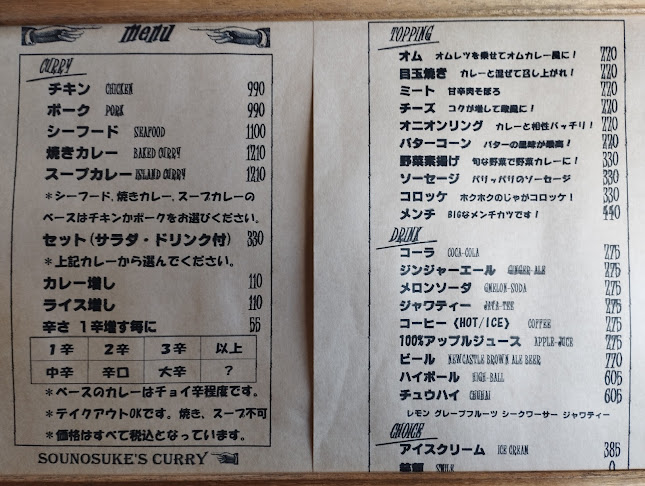 menu
CURRY
チキン CHICKEN 990
ポーク PORK 990
シーフード SEAFOOD 1100
焼きカレー BAKED CURRY 1210
スープカレー ISLAND CURRY 1210
＊シーフード,焼きカレー,スープカレーの
ベースはチキンかポークをお選びください。
セット(サラダ・ドリンク付) 330
＊上記カレーから選んでください。
カレー増し 110
ライス増し 110
辛さ １辛増す毎に 55
１辛 ２辛 ３辛 以上
中辛 辛口 大辛 ？
＊ベースのカレーはチョイ辛程度です。
＊テイクアウトOKです。焼き、スープ不可
＊価格はすべて税込となっています。
SOUNOSUKE'S CURRY
TOPPING
オム オムレツを乗せてオムカレー風に！ 220
目玉焼き カレーと混ぜて召し上がれ！ 220
ミート 甘辛肉そぼろ 220
チーズ コクが増して欧風に！ 220
オニオンリング カレーと相性バッチリ！ 220
バターコーン バターの風味が最高！ 220
野菜素揚げ 旬な野菜で野菜カレーに！ 330
ソーセージ パリッパリのソーセージ 330
コロッケ ホクホクのじゃがコロッケ！ 330
メンチ BIGなメンチカツです！ 440
DRINK
コーラ COCA-COLA 275
ジンジャーエール GINGER-ALE 275
メロンソーダ GMELON-SODA 275
ジャワティー JAVA-TEE 275
コーヒー〈HOT/ICE〉 COFFEE 275
100%アップルジュース APPLE-JUICE 275
ビール NEWCASTLE BROWN ALE BEER 770
ハイボール HIGH-BALL 605
チュウハイ CHUHAI 605
レモン グレープフルーツ シークワーサー ジャワティー
CHOICE
アイスクリーム ICE CREAM 385
SMILE 0